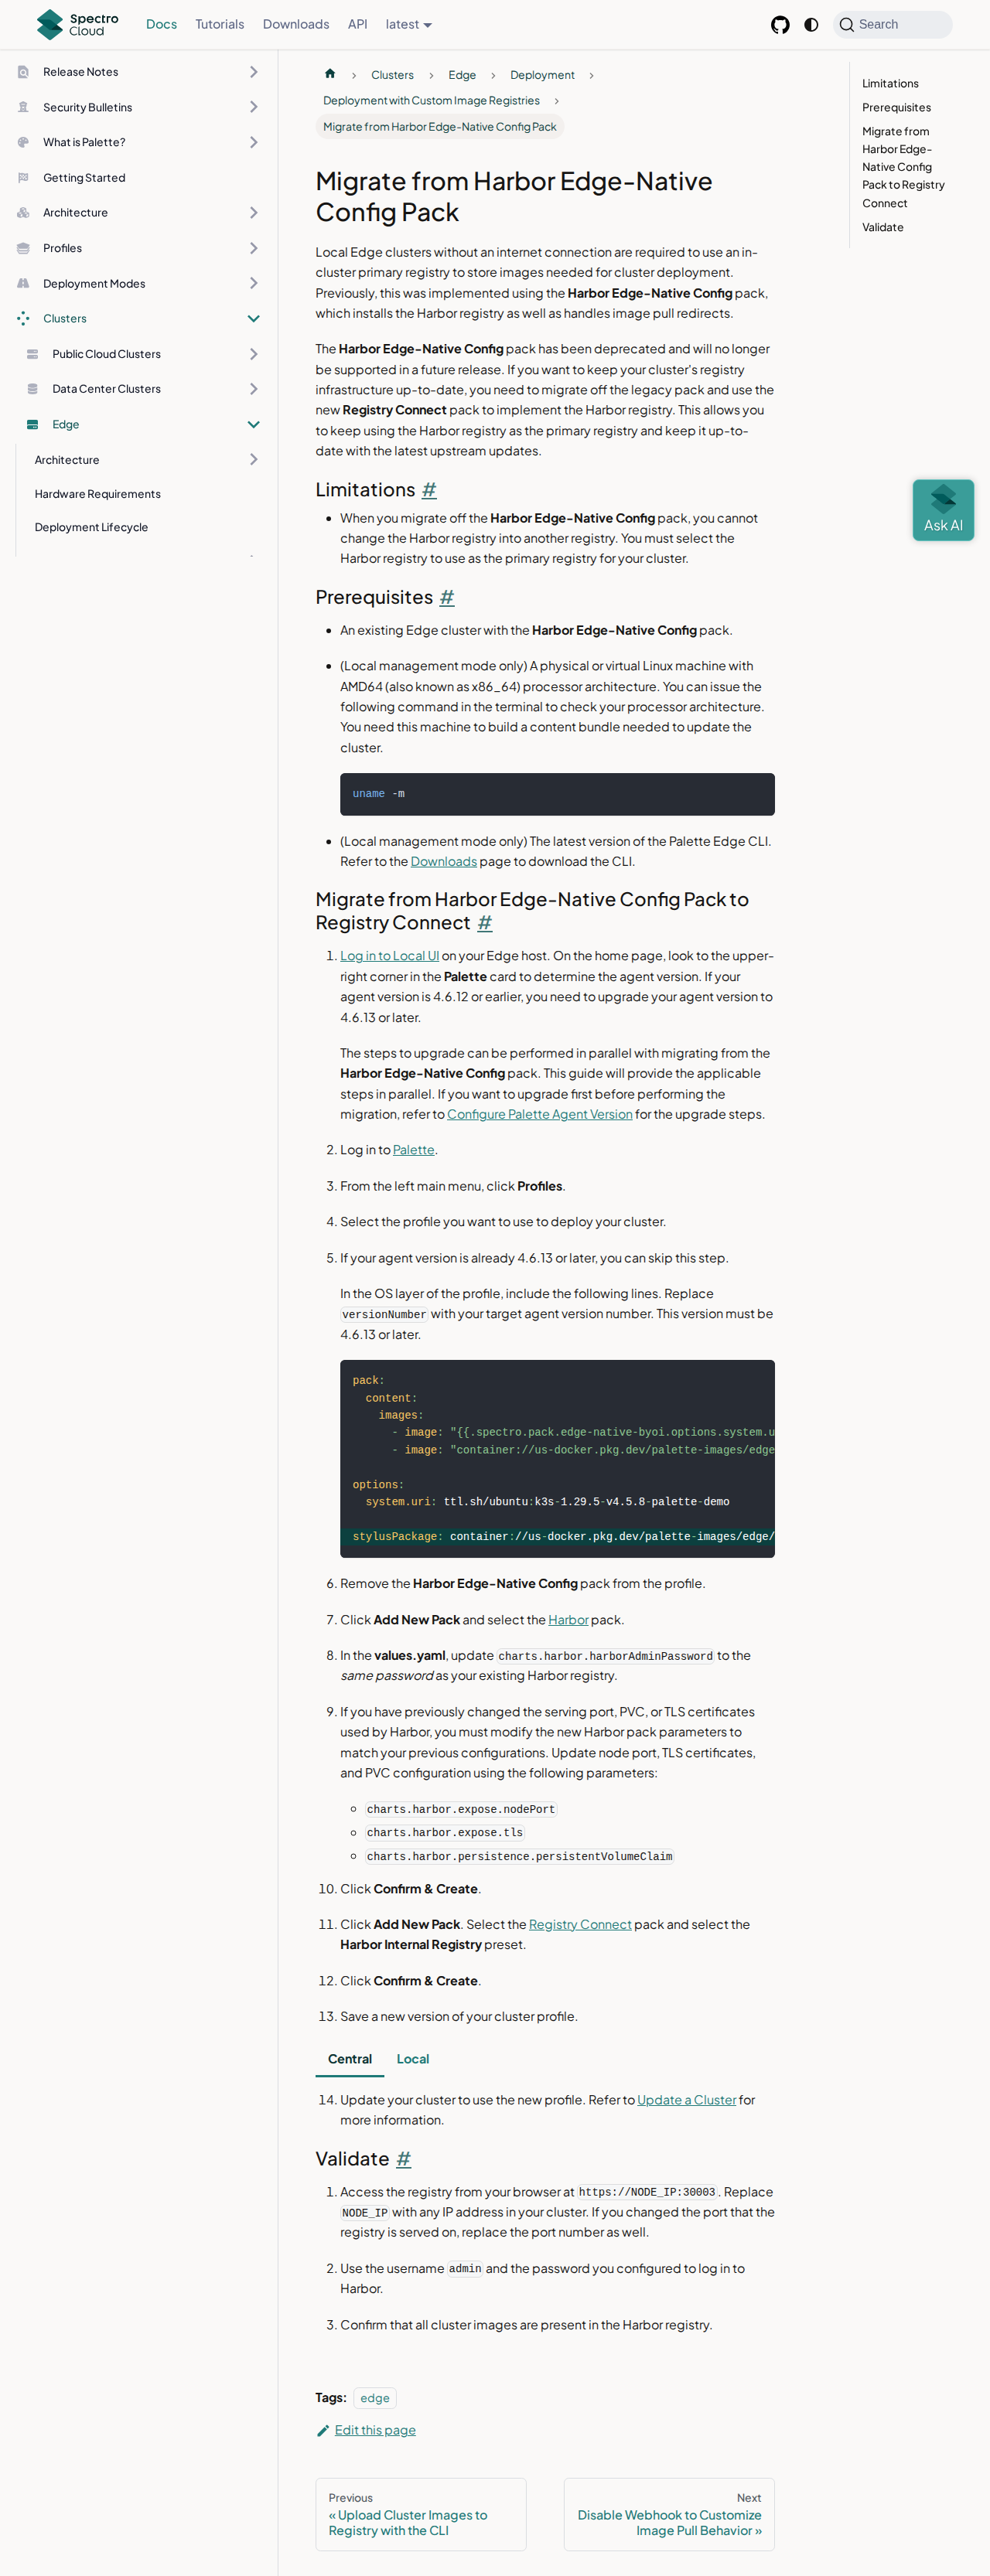 Spectro Cloud
Docs
Tutorials
Downloads
API
latest
Search
Release Notes
Security Bulletins
What is Palette?
Getting Started
Architecture
Profiles
Deployment Modes
Clusters
Public Cloud Clusters
Data Center Clusters
Edge
Architecture
Hardware Requirements
Deployment Lifecycle
Clusters
Edge
Deployment
Deployment with Custom Image Registries
Migrate from Harbor Edge-Native Config Pack
Migrate from Harbor Edge-Native
Config Pack
Local Edge clusters without an internet connection are required to use an in-
cluster primary registry to store images needed for cluster deployment.
Previously, this was implemented using the Harbor Edge-Native Config pack,
which installs the Harbor registry as well as handles image pull redirects.
The Harbor Edge-Native Config pack has been deprecated and will no longer
be supported in a future release. If you want to keep your cluster's registry
infrastructure up-to-date, you need to migrate off the legacy pack and use the
new Registry Connect pack to implement the Harbor registry. This allows you
to keep using the Harbor registry as the primary registry and keep it up-to-
date with the latest upstream updates.
Limitations #
• When you migrate off the Harbor Edge-Native Config pack, you cannot
change the Harbor registry into another registry. You must select the
Harbor registry to use as the primary registry for your cluster.
Prerequisites #
• An existing Edge cluster with the Harbor Edge-Native Config pack.
• (Local management mode only) A physical or virtual Linux machine with
AMD64 (also known as x86_64) processor architecture. You can issue the
following command in the terminal to check your processor architecture.
You need this machine to build a content bundle needed to update the
cluster.
uname -m
• (Local management mode only) The latest version of the Palette Edge CLI.
Refer to the Downloads page to download the CLI.
Migrate from Harbor Edge-Native Config Pack to
Registry Connect #
1. Log in to Local UI on your Edge host. On the home page, look to the upper-
right corner in the Palette card to determine the agent version. If your
agent version is 4.6.12 or earlier, you need to upgrade your agent version to
4.6.13 or later.
The steps to upgrade can be performed in parallel with migrating from the
Harbor Edge-Native Config pack. This guide will provide the applicable
steps in parallel. If you want to upgrade first before performing the
migration, refer to Configure Palette Agent Version for the upgrade steps.
2. Log in to Palette.
3. From the left main menu, click Profiles.
4. Select the profile you want to use to deploy your cluster.
5. If your agent version is already 4.6.13 or later, you can skip this step.
In the OS layer of the profile, include the following lines. Replace
versionNumber with your target agent version number. This version must be
4.6.13 or later.
pack:
content:
images:
- image: "{{.spectro.pack.edge-native-byoi.options.system.u
- image: "container://us-docker.pkg.dev/palette-images/edge
options:
system.uri: ttl.sh/ubuntu:k3s-1.29.5-v4.5.8-palette-demo
stylusPackage: container://us-docker.pkg.dev/palette-images/edge/
6. Remove the Harbor Edge-Native Config pack from the profile.
7. Click Add New Pack and select the Harbor pack.
8. In the values.yaml, update charts.harbor.harborAdminPassword to the
same password as your existing Harbor registry.
9. If you have previously changed the serving port, PVC, or TLS certificates
used by Harbor, you must modify the new Harbor pack parameters to
match your previous configurations. Update node port, TLS certificates,
and PVC configuration using the following parameters:
charts.harbor.expose.nodePort
charts.harbor.expose.tls
charts.harbor.persistence.persistentVolumeClaim
10. Click Confirm & Create.
11. Click Add New Pack. Select the Registry Connect pack and select the
Harbor Internal Registry preset.
12. Click Confirm & Create.
13. Save a new version of your cluster profile.
Central
Local
14. Update your cluster to use the new profile. Refer to Update a Cluster for
more information.
Validate #
1. Access the registry from your browser at https://NODE_IP:30003. Replace
NODE_IP with any IP address in your cluster. If you changed the port that the
registry is served on, replace the port number as well.
2. Use the username admin and the password you configured to log in to
Harbor.
3. Confirm that all cluster images are present in the Harbor registry.
Tags: edge
Edit this page
Previous
« Upload Cluster Images to
Registry with the CLI
Next
Disable Webhook to Customize
Image Pull Behavior »
Limitations
Prerequisites
Migrate from
Harbor Edge-
Native Config
Pack to Registry
Connect
Validate
Ask AI